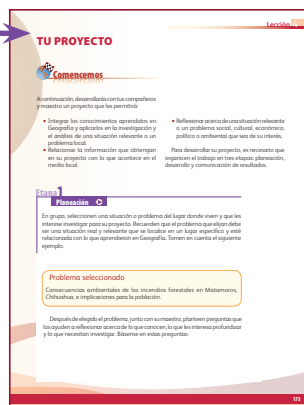 Lección
TU PROYECTO
Comencemos
A continuación, desarrollarás con tus compañeros
y maestro un proyecto que les permitirá:
• Integrar los conocimientos aprendidos en
Geografía y aplicarlos en la investigación y
el análisis de una situación relevante o un
problema local.
• Relacionar la información que obtengan
en su proyecto con lo que acontece en el
medio local.
• Reflexionar acerca de una situación relevante
o un problema social, cultural, económico,
político o ambiental que sea de su interés.
Para desarrollar su proyecto, es necesario que
organicen el trabajo en tres etapas: planeación,
desarrollo y comunicación de resultados.
Etapa 1
Planeación
En grupo, seleccionen una situación o problema del lugar donde viven y que les
interese investigar para su proyecto. Recuerden que el problema que elijan debe
ser una situación real y relevante que se localice en un lugar específico y esté
relacionada con lo que aprendieron en Geografía. Tomen en cuenta el siguiente
ejemplo.
Problema seleccionado
Consecuencias ambientales de los incendios forestales en Matamoros,
Chihuahua, e implicaciones para la población.
Después de elegido el problema, junto con su maestro, planteen preguntas que
los ayuden a reflexionar acerca de lo que conocen, lo que les interesa profundizar
y lo que necesitan investigar. Básense en estas preguntas:
173